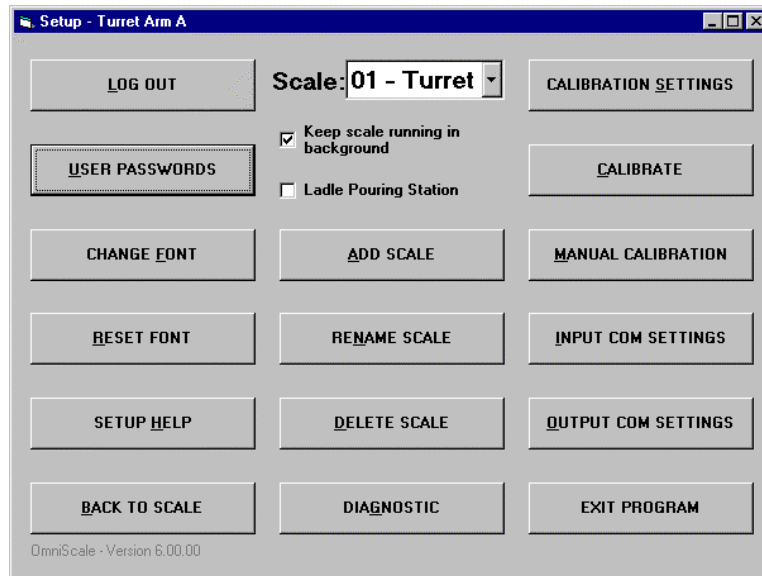 Setup - Turret Arm A
LOG OUT
Scale: 01 - Turret
CALIBRATION SETTINGS
Keep scale running in
background
USER PASSWORDS
CALIBRATE
Ladle Pouring Station
CHANGE FONT
ADD SCALE
MANUAL CALIBRATION
RESET FONT
RENAME SCALE
INPUT COM SETTINGS
SETUP HELP
DELETE SCALE
OUTPUT COM SETTINGS
BACK TO SCALE
DIAGNOSTIC
EXIT PROGRAM
OmniScale - Version 6.00.00